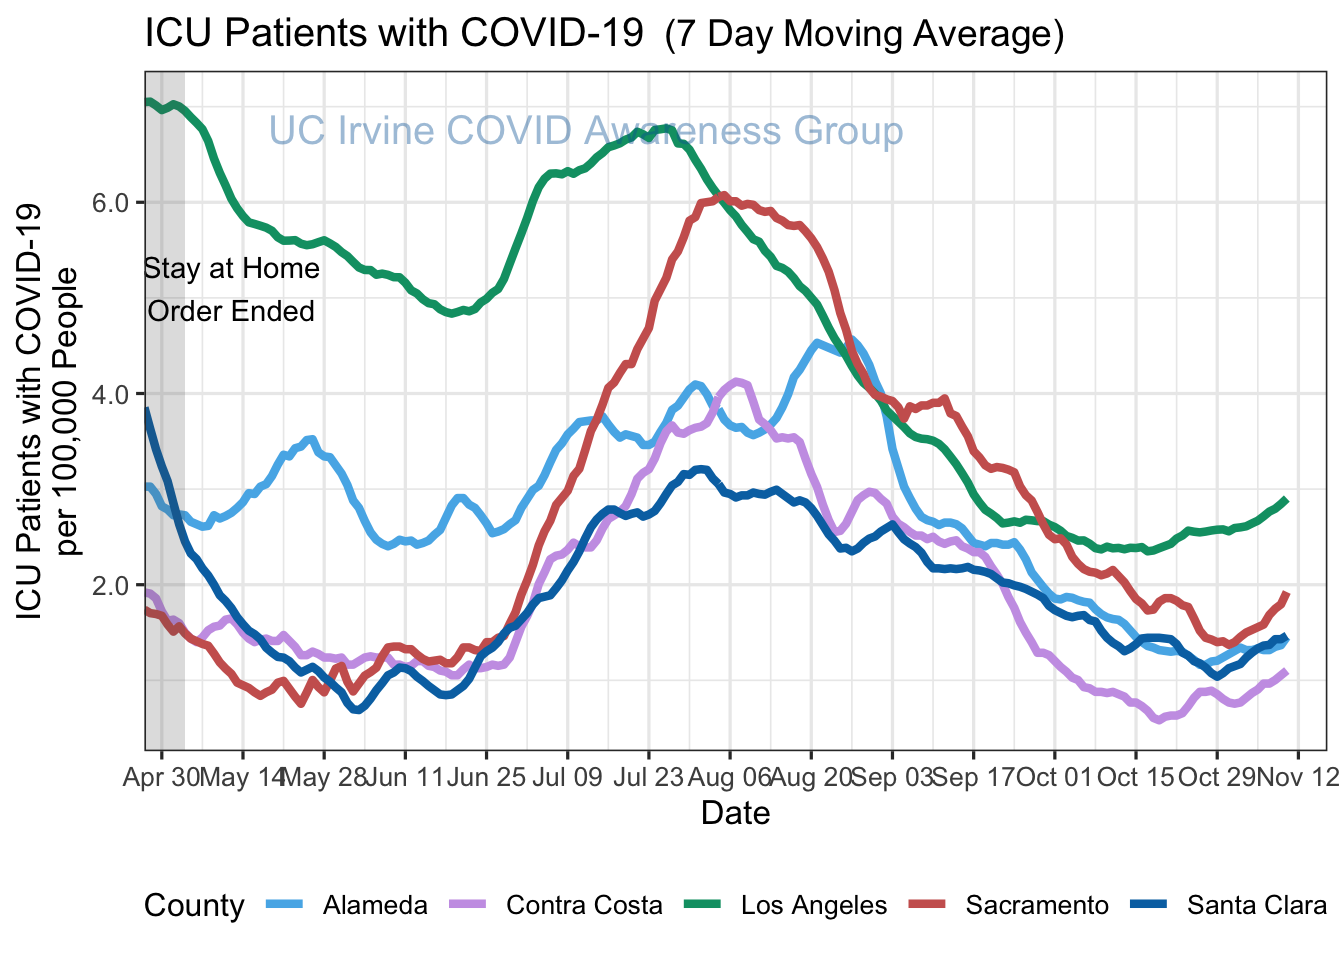 ICU Patients with COVID-19 (7 Day Moving Average)
UC Irvine COVID Awareness Group
ICU Patients with COVID-19
per 100,000 People
6.0
4.0
2.0
Stay at Home
Order Ended
Apr 30 May 14 May 28 Jun 11 Jun 25 Jul 09 Jul 23 Aug 06 Aug 20 Sep 03 Sep 17 Oct 01 Oct 15 Oct 29 Nov 12
Date
County Alameda Contra Costa Los Angeles Sacramento Santa Clara